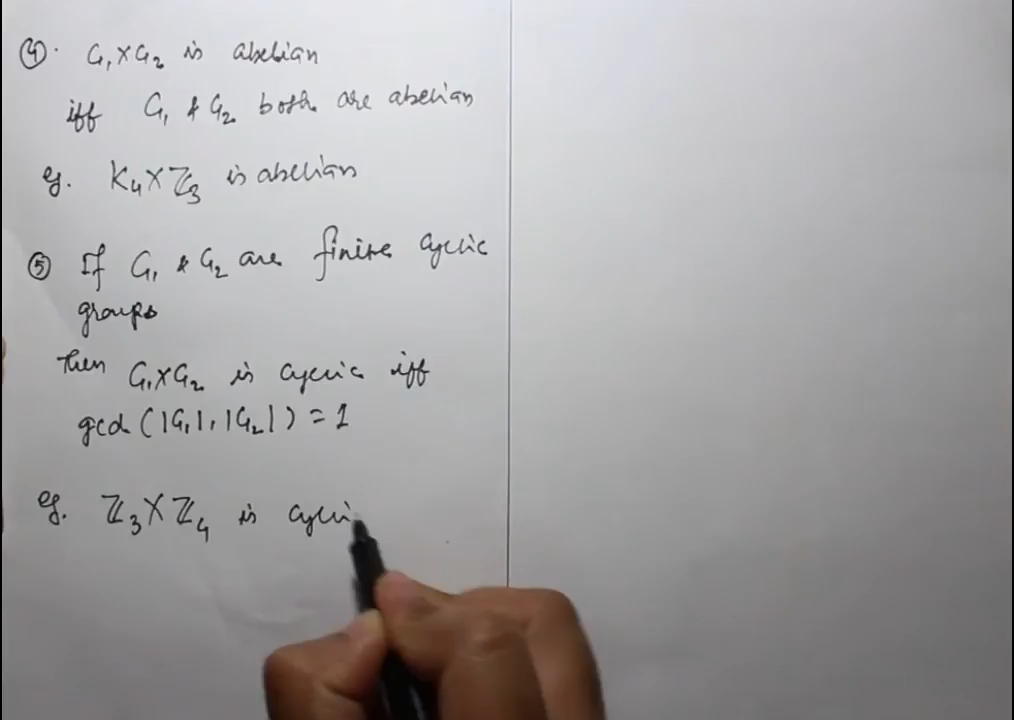 ④. G₁×G₂ is abelian
iff G₁ & G₂ both are abelian
eg. K₄×ℤ₃ is abelian
⑤ If G₁ & G₂ are finite cyclic
groups
Then G₁×G₂ is cyclic iff
gcd (|G₁|, |G₂|) = 1
eg. ℤ₃×ℤ₄ is cycli